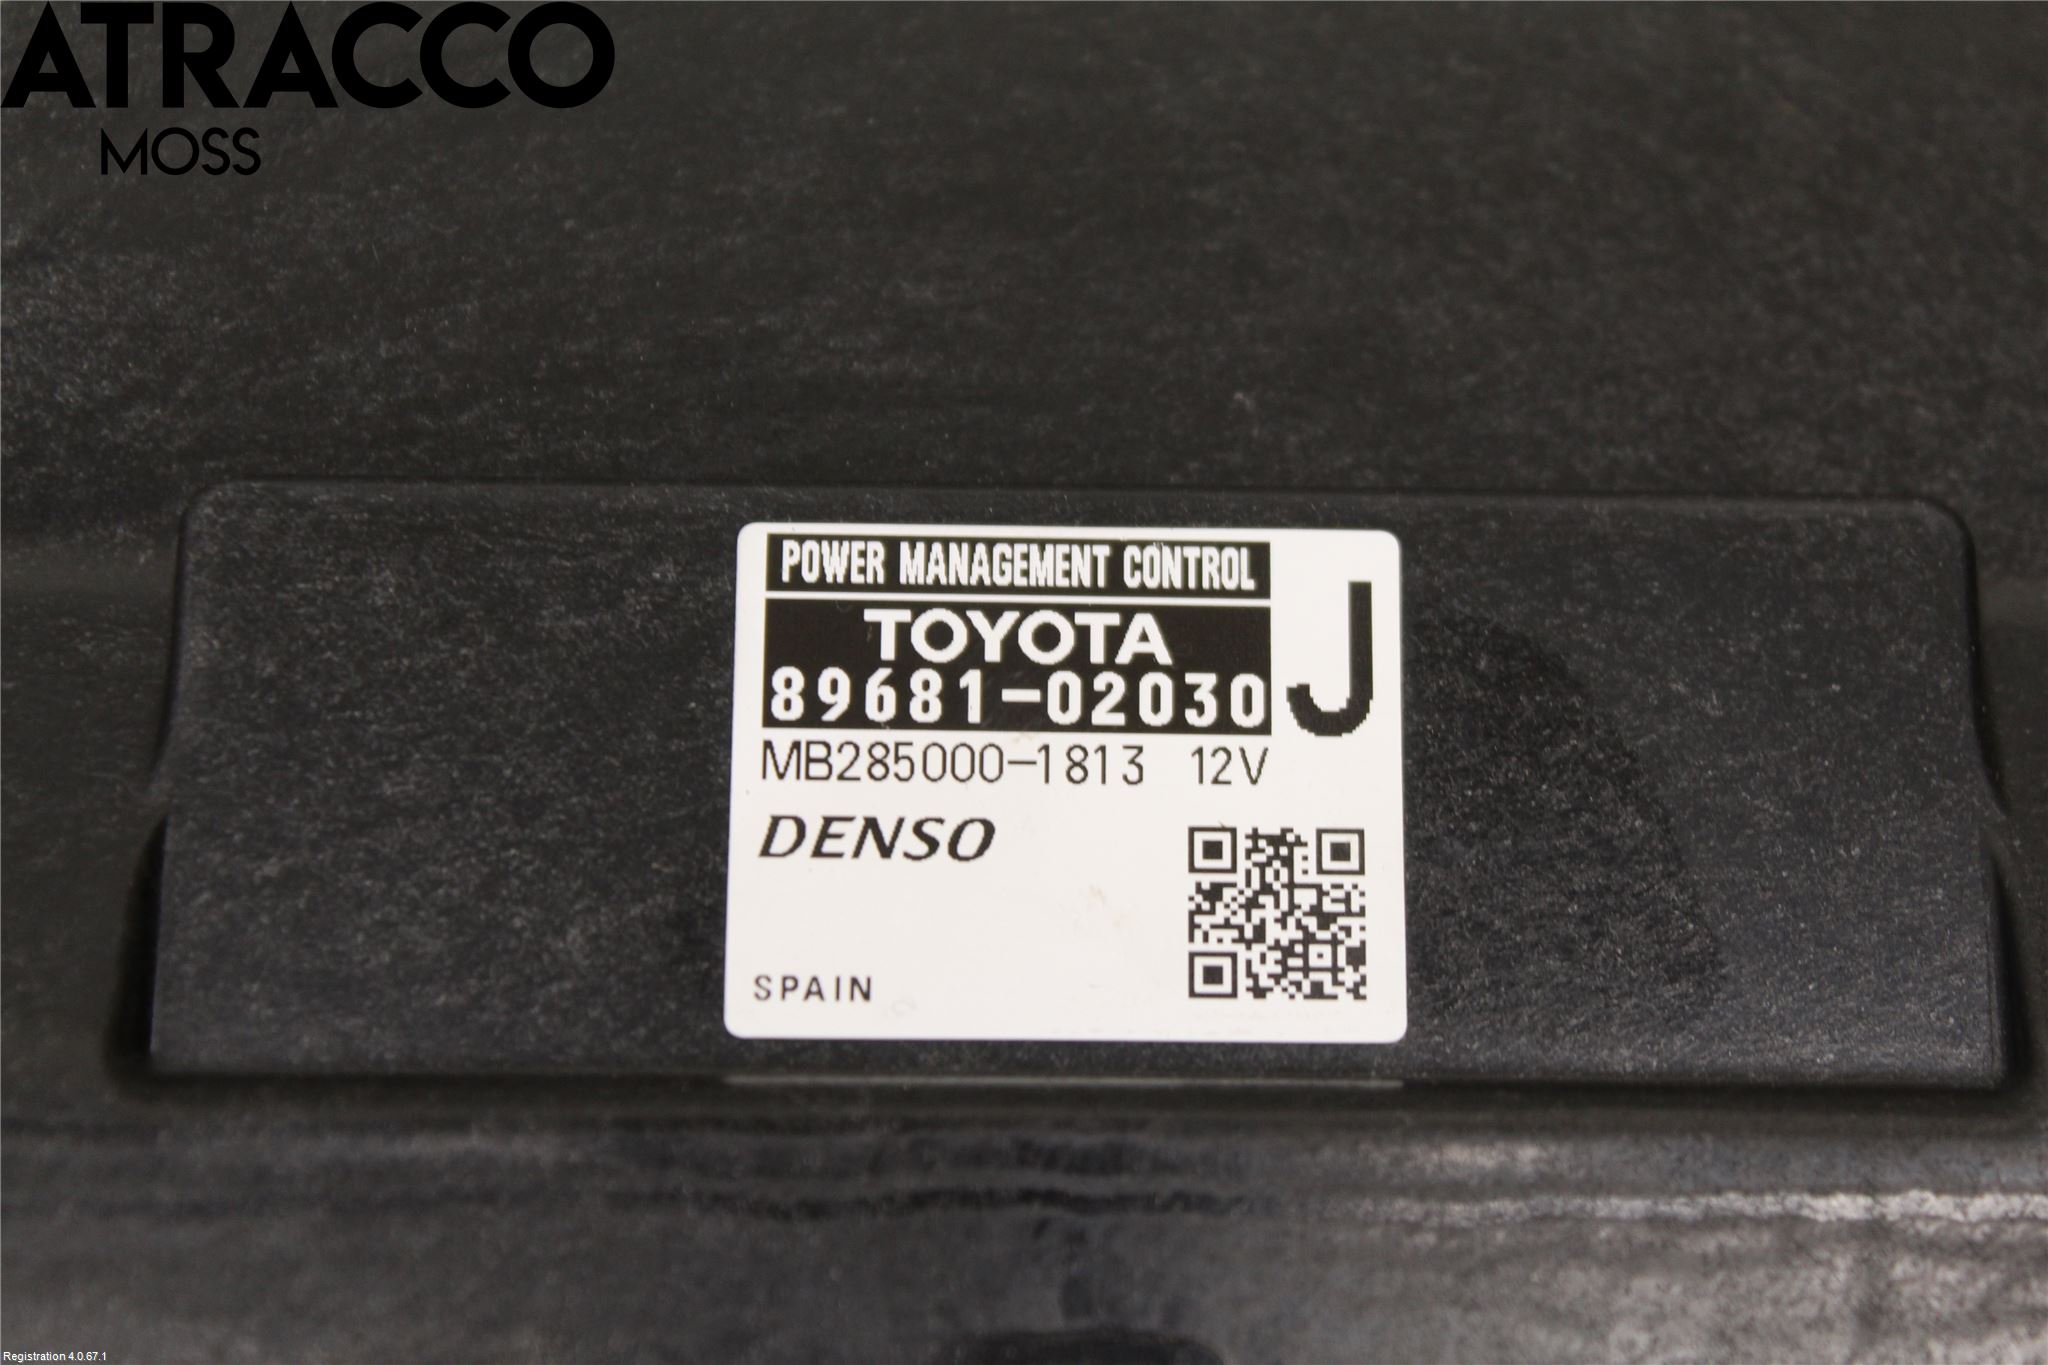 ATRACCO
MOSS
POWER MANAGEMENT CONTROL
TOYOTA
J
89681-02030
MB285000-1813 12V
DENSO
SPAIN
Registration 4.0.67.1